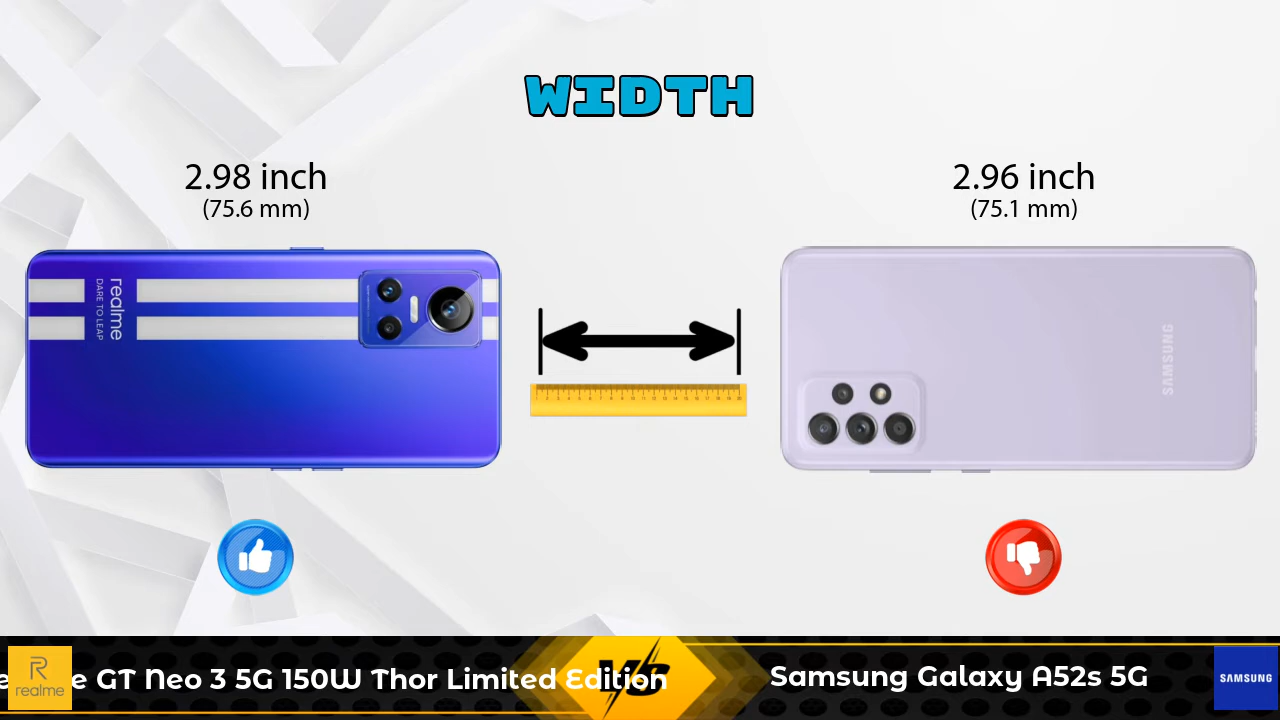 WIDTH
2.98 inch
(75.6 mm)
2.96 inch
(75.1 mm)
realme
DARE TO LEAP
SAMSUNG
realme
GT Neo 3 5G 150W Thor Limited Edition
VS
Samsung Galaxy A52s 5G
SAMSUNG